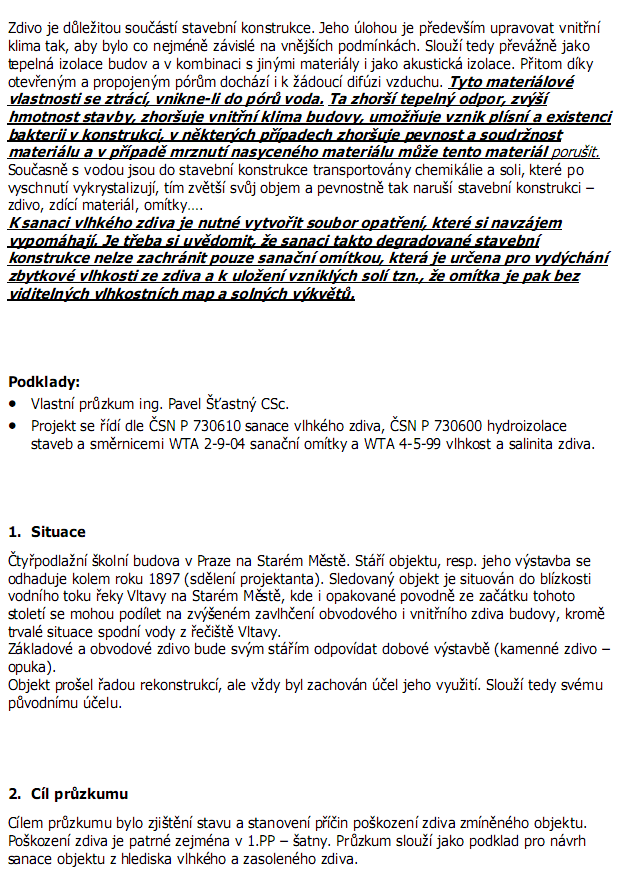 Zdivo je důležitou součástí stavební konstrukce. Jeho úlohou je především upravovat vnitřní
klima tak, aby bylo co nejméně závislé na vnějších podmínkách. Slouží tedy převážně jako
tepelná izolace budov a v kombinaci s jinými materiály i jako akustická izolace. Přitom díky
otevřeným a propojeným pórům dochází i k žádoucí difúzi vzduchu. Tyto materiálové
vlastnosti se ztrácí, vnikne-li do pórů voda. Ta zhorší tepelný odpor, zvýší
hmotnost stavby, zhoršuje vnitřní klima budovy, umožňuje vznik plísní a existenci
bakterii v konstrukci, v některých případech zhoršuje pevnost a soudržnost
materiálu a v případě mrznutí nasyceného materiálu může tento materiál porušit.
Současně s vodou jsou do stavební konstrukce transportovány chemikálie a soli, které po
vyschnutí vykrystalizují, tím zvětší svůj objem a pevnostně tak naruší stavební konstrukci –
zdivo, zdící materiál, omítky....
K sanaci vlhkého zdiva je nutné vytvořit soubor opatření, které si navzájem
vypomáhají. Je třeba si uvědomit, že sanaci takto degradované stavební
konstrukce nelze zachránit pouze sanační omítkou, která je určena pro vydýchání
zbytkové vlhkosti ze zdiva a k uložení vzniklých solí tzn., že omítka je pak bez
viditelných vlhkostních map a solných výkvětů.
Podklady:
• Vlastní průzkum ing. Pavel Šťastný CSc.
• Projekt se řídí dle ČSN P 730610 sanace vlhkého zdiva, ČSN P 730600 hydroizolace
staveb a směrnicemi WTA 2-9-04 sanační omítky a WTA 4-5-99 vlhkost a salinita zdiva.
1. Situace
Čtyřpodlažní školní budova v Praze na Starém Městě. Stáří objektu, resp. jeho výstavba se
odhaduje kolem roku 1897 (sdělení projektanta). Sledovaný objekt je situován do blízkosti
vodního toku řeky Vltavy na Starém Městě, kde i opakované povodně ze začátku tohoto
století se mohou podílet na zvýšeném zavlhčení obvodového i vnitřního zdiva budovy, kromě
trvalé situace spodní vody z řečiště Vltavy.
Základové a obvodové zdivo bude svým stářím odpovídat dobové výstavbě (kamenné zdivo –
opuka).
Objekt prošel řadou rekonstrukcí, ale vždy byl zachován účel jeho využití. Slouží tedy svému
původnímu účelu.
2. Cíl průzkumu
Cílem průzkumu bylo zjištění stavu a stanovení příčin poškození zdiva zmíněného objektu.
Poškození zdiva je patrné zejména v 1.PP – šatny. Průzkum slouží jako podklad pro návrh
sanace objektu z hlediska vlhkého a zasoleného zdiva.